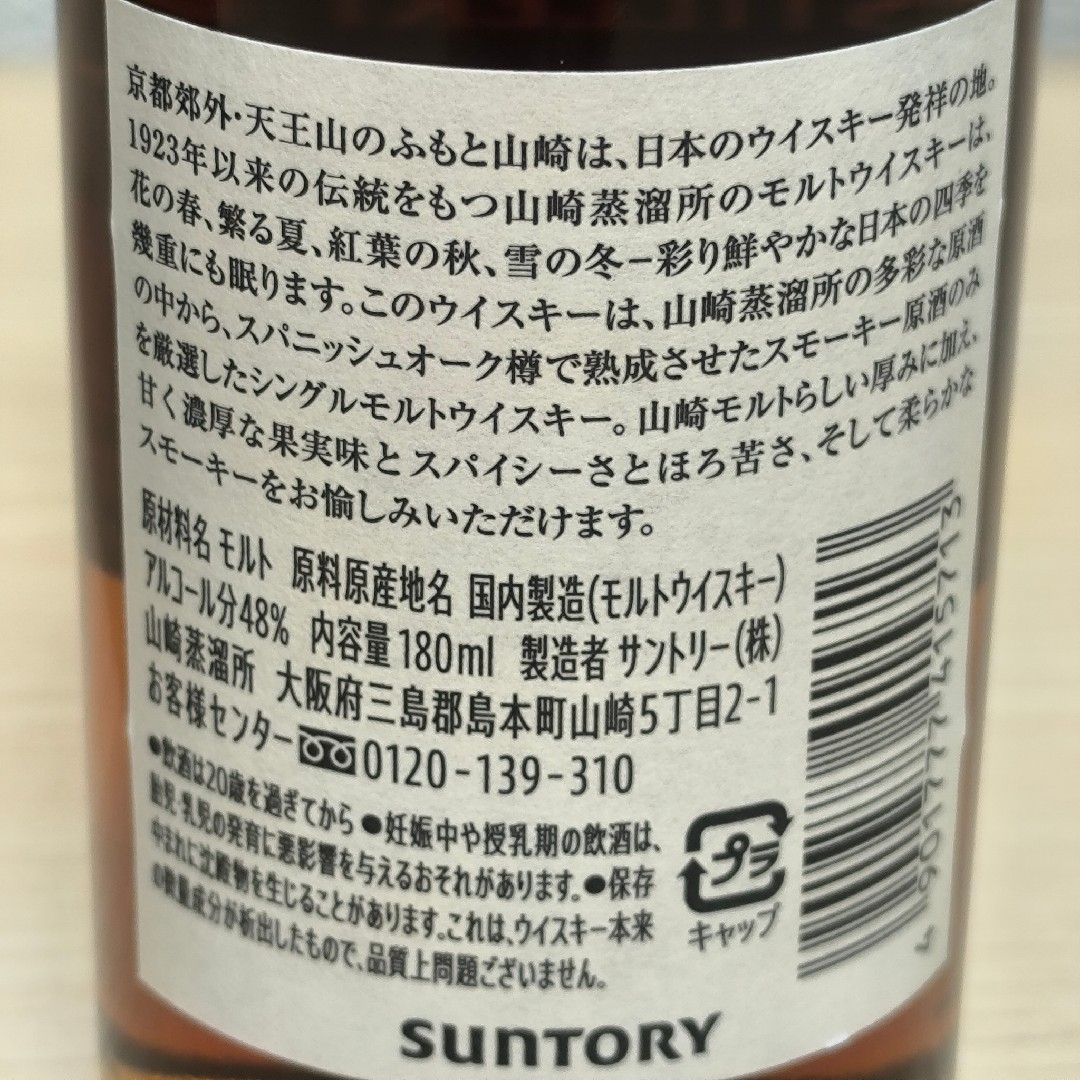 京都郊外・天王山のふもと山崎は、日本のウイスキー発祥の地。
1923年以来の伝統をもつ山崎蒸溜所のモルトウイスキーは、
花の春、繁る夏、紅葉の秋、雪の冬−彩り鮮やかな日本の四季を
幾重にも眠ります。このウイスキーは、山崎蒸溜所の多彩な原酒
の中から、スパニッシュオーク樽で熟成させたスモーキー原酒のみ
を厳選したシングルモルトウイスキー。山崎モルトらしい厚みに加え、
甘く濃厚な果実味とスパイシーさとほろ苦さ、そして柔らかな
スモーキーをお愉しみいただけます。
原材料名 モルト 原料原産地名 国内製造(モルトウイスキー)
アルコール分48% 内容量180ml 製造者 サントリー(株)
山崎蒸溜所 大阪府三島郡島本町山崎5丁目2-1
お客様センター 0120-139-310
●飲酒は20歳を過ぎてから ●妊娠中や授乳期の飲酒は、
胎児・乳児の発育に悪影響を与えるおそれがあります。●保存
中まれに沈殿物を生じることがあります。これは、ウイスキー本来
の微量成分が析出したもので、品質上問題ございません。
プラ
キャップ
SUNTORY